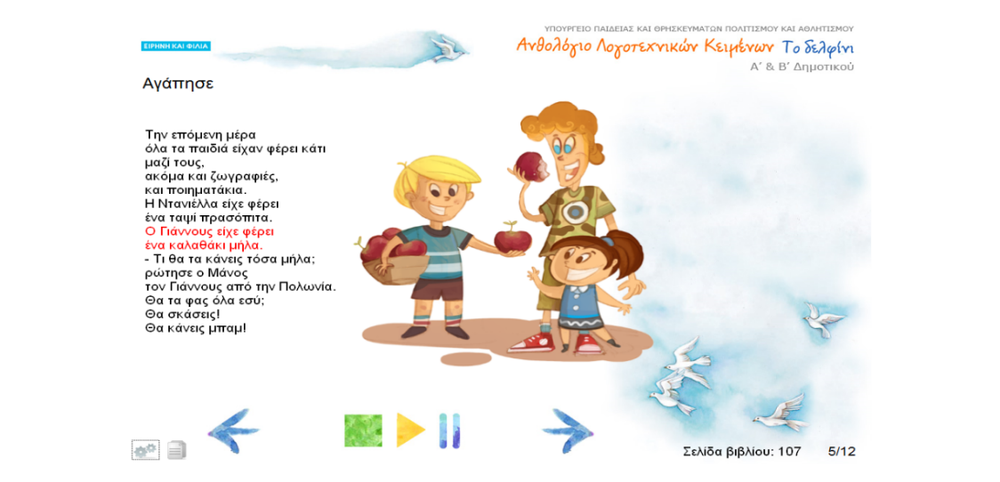 ΕΙΡΗΝΗ ΚΑΙ ΦΙΛΙΑ
ΥΠΟΥΡΓΕΙΟ ΠΑΙΔΕΙΑΣ ΚΑΙ ΘΡΗΣΚΕΥΜΑΤΩΝ ΠΟΛΙΤΙΣΜΟΥ ΚΑΙ ΑΘΛΗΤΙΣΜΟΥ
Ανθολόγιο Λογοτεχνικών Κειμένων Το δελφίνι
Α΄ & Β΄ Δημοτικού
Αγάπησε
Την επόμενη μέρα
όλα τα παιδιά είχαν φέρει κάτι
μαζί τους,
ακόμα και ζωγραφιές,
και ποιηματάκια.
Η Ντανιέλλα είχε φέρει
ένα ταψί πρασόπιτα.
Ο Γιάννους είχε φέρει
ένα καλαθάκι μήλα.
- Τι θα τα κάνεις τόσα μήλα;
ρώτησε ο Μάνος
τον Γιάννους από την Πολωνία.
Θα τα φας όλα εσύ;
Θα σκάσεις!
Θα κάνεις μπαμ!
Σελίδα βιβλίου: 107 5/12